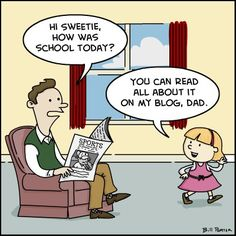 HI SWEETIE,
HOW WAS
SCHOOL TODAY?
YOU CAN READ
ALL ABOUT IT
ON MY BLOG, DAD.
SPORTS